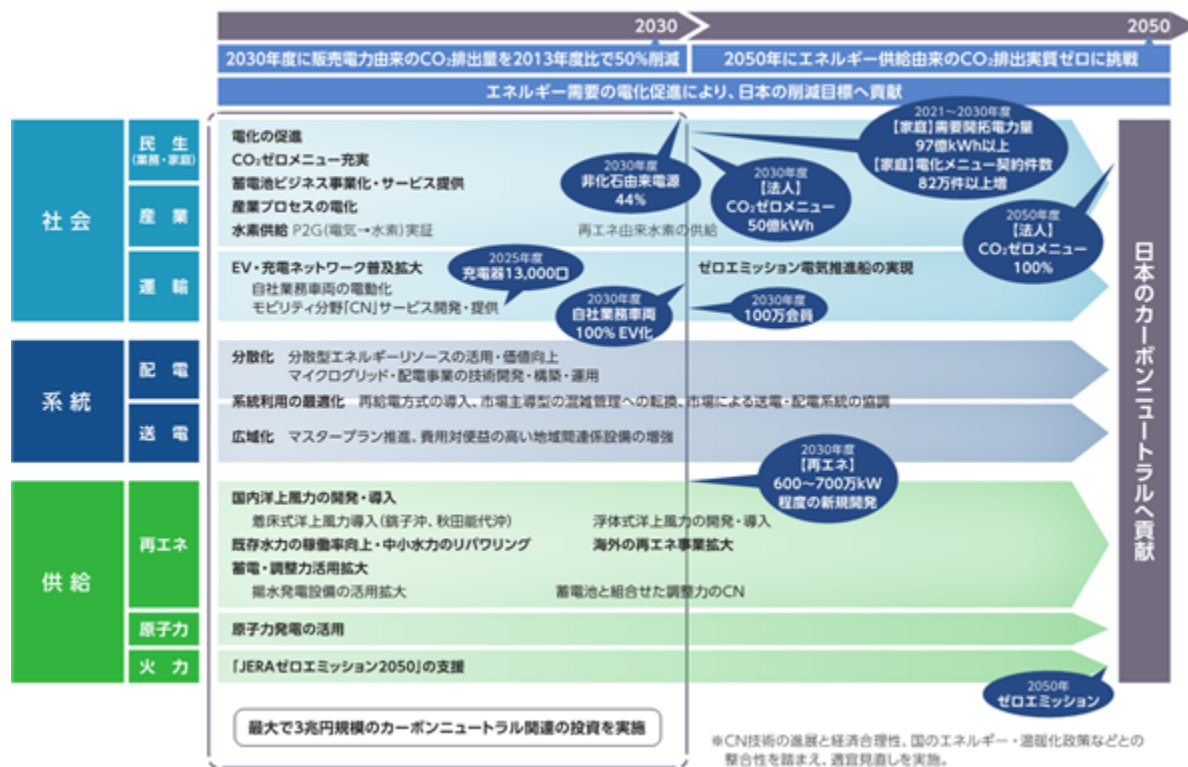 2030
2050
2030年度に販売電力由来のCO₂排出量を2013年度比で50%削減
2050年にエネルギー供給由来のCO₂排出実質ゼロに挑戦
エネルギー需要の電化促進により、日本の削減目標へ貢献
社会
民生
(業務・家庭)
産業
運輸
電化の促進
CO₂ゼロメニュー充実
蓄電池ビジネス事業化・サービス提供
産業プロセスの電化
水素供給 P2G(電気→水素)実証
再エネ由来水素の供給
2030年度
非化石由来電源
44%
2030年度
【法人】
CO₂ゼロメニュー
50億kWh
2021～2030年度
【家庭】需要開拓電力量
97億kWh以上
【家庭】電化メニュー契約件数
82万件以上増
2050年度
【法人】
CO₂ゼロメニュー
100%
EV・充電ネットワーク普及拡大
自社業務車両の電動化
モビリティ分野「CN」サービス開発・提供
2025年度
充電器13,000口
2030年度
自社業務車両
100% EV化
ゼロエミッション電気推進船の実現
2030年度
100万会員
系統
配電
送電
分散化 分散型エネルギーリソースの活用・価値向上
マイクログリッド・配電事業の技術開発・構築・運用
系統利用の最適化 再給電方式の導入、市場主導型の混雑管理への転換、市場による送電・配電系統の協調
広域化 マスタープラン推進、費用対便益の高い地域間連係設備の増強
供給
再エネ
原子力
火力
2030年度
【再エネ】
600～700万kW
程度の新規開発
国内洋上風力の開発・導入
着床式洋上風力導入(銚子沖、秋田能代沖)
浮体式洋上風力の開発・導入
既存水力の稼働率向上・中小水力のリパワリング
海外の再エネ事業拡大
蓄電・調整力活用拡大
揚水発電設備の活用拡大
蓄電池と組合せた調整力のCN
原子力発電の活用
「JERAゼロエミッション2050」の支援
2050年
ゼロエミッション
日本のカーボンニュートラルへ貢献
最大で3兆円規模のカーボンニュートラル関連の投資を実施
※CN技術の進展と経済合理性、国のエネルギー・温暖化政策などとの
整合性を踏まえ、適宜見直しを実施。